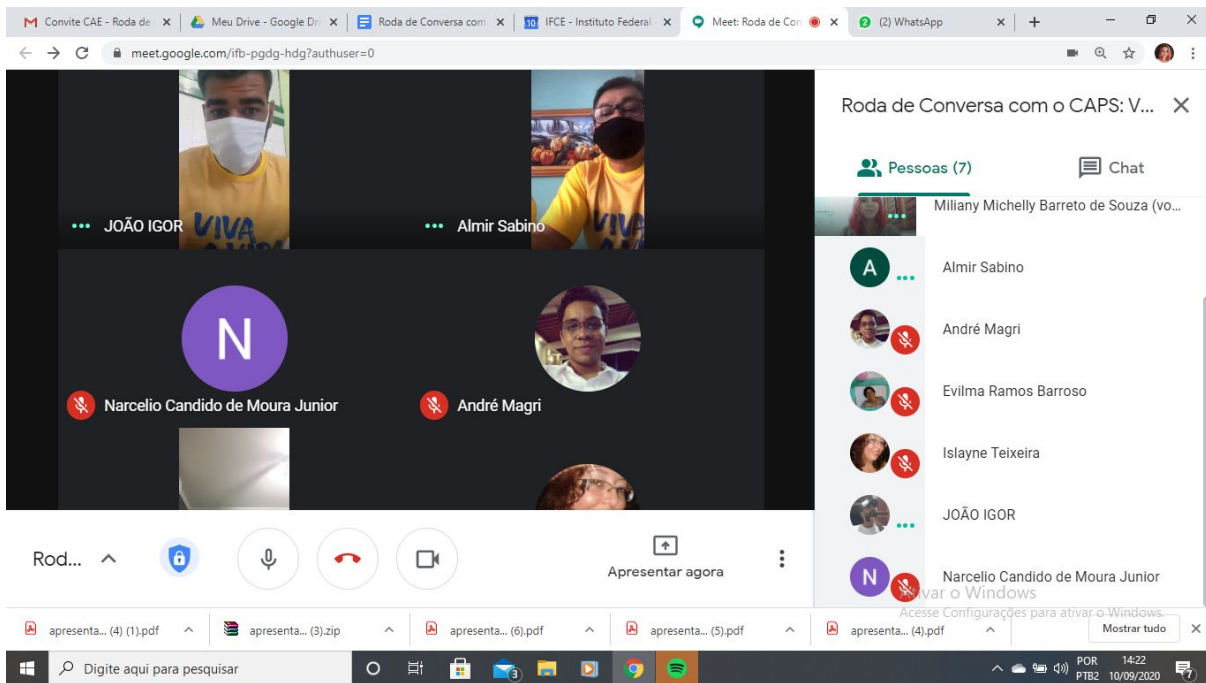 Convite CAE - Roda de
Meu Drive - Google Dri
Roda de Conversa com
IFCE - Instituto Federal
Meet: Roda de Con
(2) WhatsApp
meet.google.com/ifb-pgdg-hdg?authuser=0
Roda de Conversa com o CAPS: V...
Pessoas (7)
Chat
JOÃO IGOR
VIVA
Almir Sabino
VIVA
Miliany Michelly Barreto de Souza (vo...
A
Almir Sabino
André Magri
Evilma Ramos Barroso
Islayne Teixeira
JOÃO IGOR
N
Narcelio Candido de Moura Junior
N
Narcelio Candido de Moura Junior
André Magri
Rod...
Apresentar agora
Ativar o Windows
Acesse Configurações para ativar o Windows.
apresenta... (4) (1).pdf
apresenta... (3).zip
apresenta... (6).pdf
apresenta... (5).pdf
apresenta... (4).pdf
Mostrar tudo
Digite aqui para pesquisar
3
POR
PTB2
14:22
10/09/2020
7